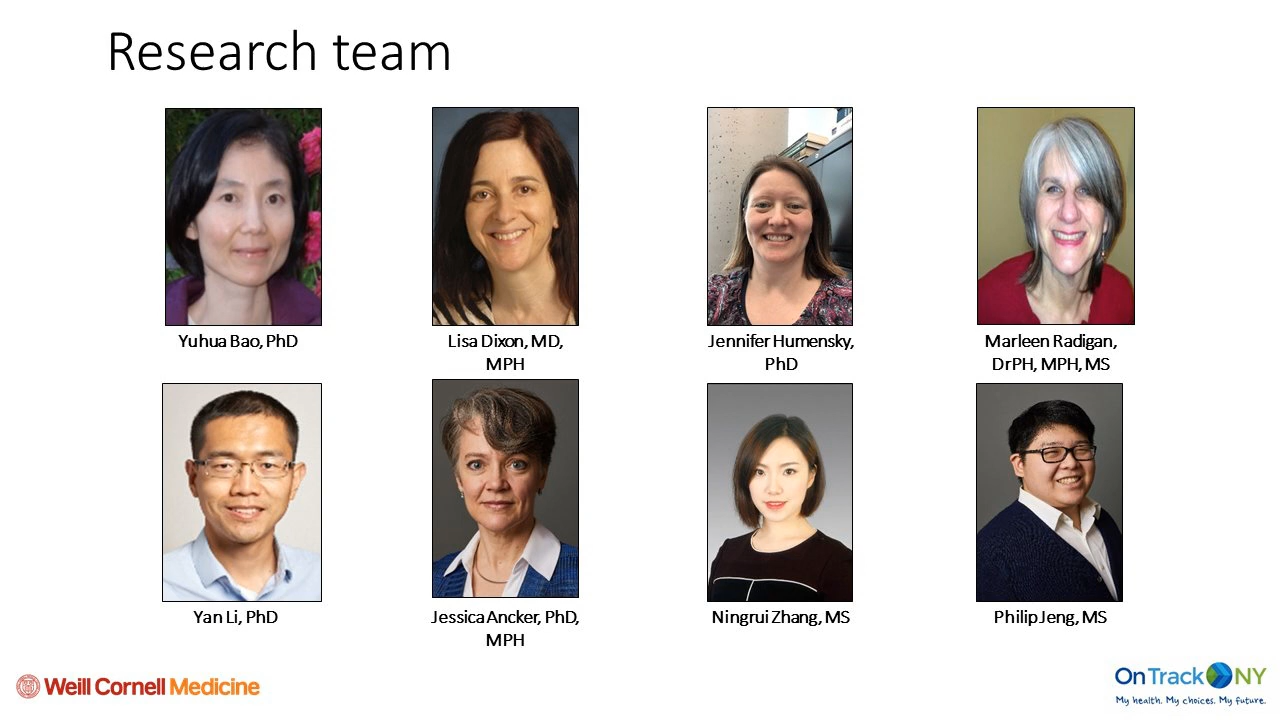 Research team
Yuhua Bao, PhD
Lisa Dixon, MD,
MPH
Jennifer Humensky,
PhD
Marleen Radigan,
DrPH, MPH, MS
Yan Li, PhD
Jessica Ancker, PhD,
MPH
Ningrui Zhang, MS
Philip Jeng, MS
Weill Cornell Medicine
OnTrackNY
My health. My choices. My future.